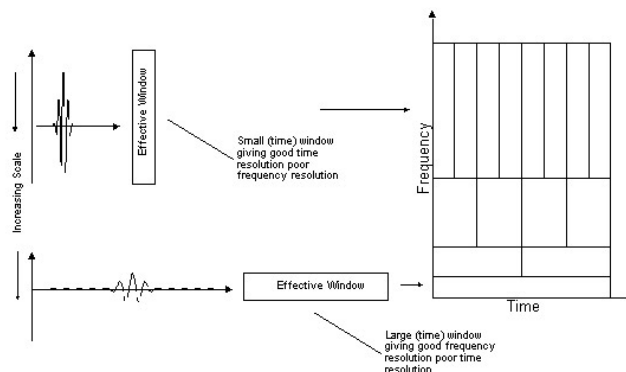 Increasing Scale
Effective Window
Small (time) window
giving good time
resolution poor
frequency resolution
Frequency
Time
Effective Window
Large (time) window
giving good frequency
resolution poor time
resolution